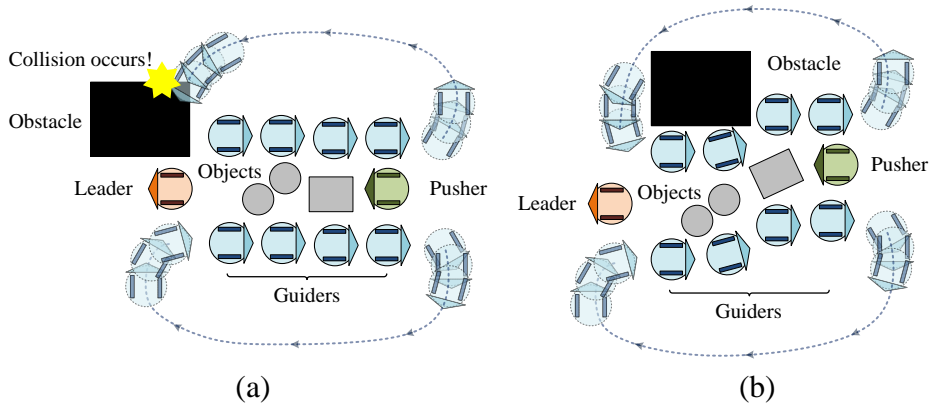 Collision occurs!
Obstacle
Leader
Objects
Pusher
Guiders
(a)
Obstacle
Pusher
Leader
Objects
Guiders
(b)